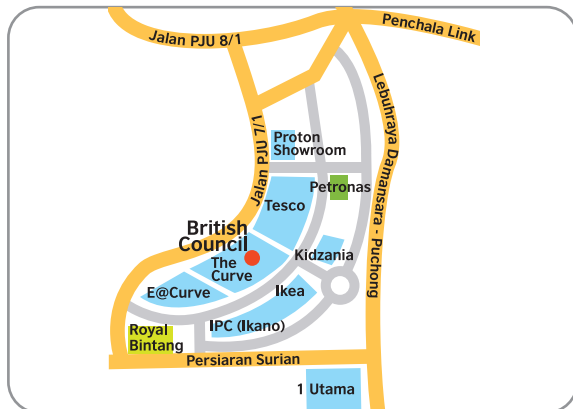 Penchala Link
Jalan PJU 8/1
Lebuhraya Damansara - Puchong
Jalan PJU 7/1
Proton
Showroom
Petronas
Tesco
British
Council
The
Curve
Kidzania
E@Curve
Ikea
IPC (Ikano)
Royal
Bintang
Persiaran Surian
1 Utama